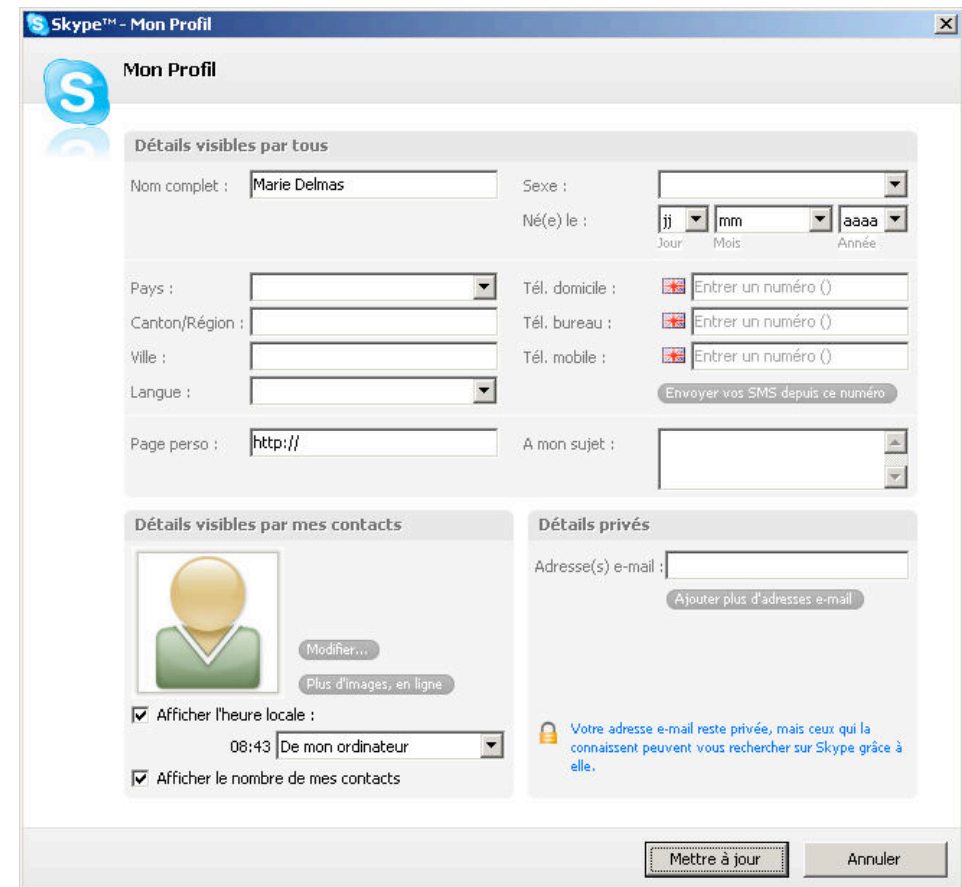 Skype™ - Mon Profil
Mon Profil
Détails visibles par tous
Nom complet : Marie Delmas
Sexe :
Né(e) le : jj mm aaaa
Jour Mois Année
Pays :
Tél. domicile : Entrer un numéro ()
Canton/Région :
Tél. bureau : Entrer un numéro ()
Ville :
Tél. mobile : Entrer un numéro ()
Langue :
Envoyer vos SMS depuis ce numéro
Page perso : http://
A mon sujet :
Détails visibles par mes contacts
Modifier...
Plus d'images, en ligne
Afficher l'heure locale :
08:43 De mon ordinateur
Afficher le nombre de mes contacts
Détails privés
Adresse(s) e-mail :
Ajouter plus d'adresses e-mail
Votre adresse e-mail reste privée, mais ceux qui la
connaissent peuvent vous rechercher sur Skype grâce à
elle.
Mettre à jour
Annuler